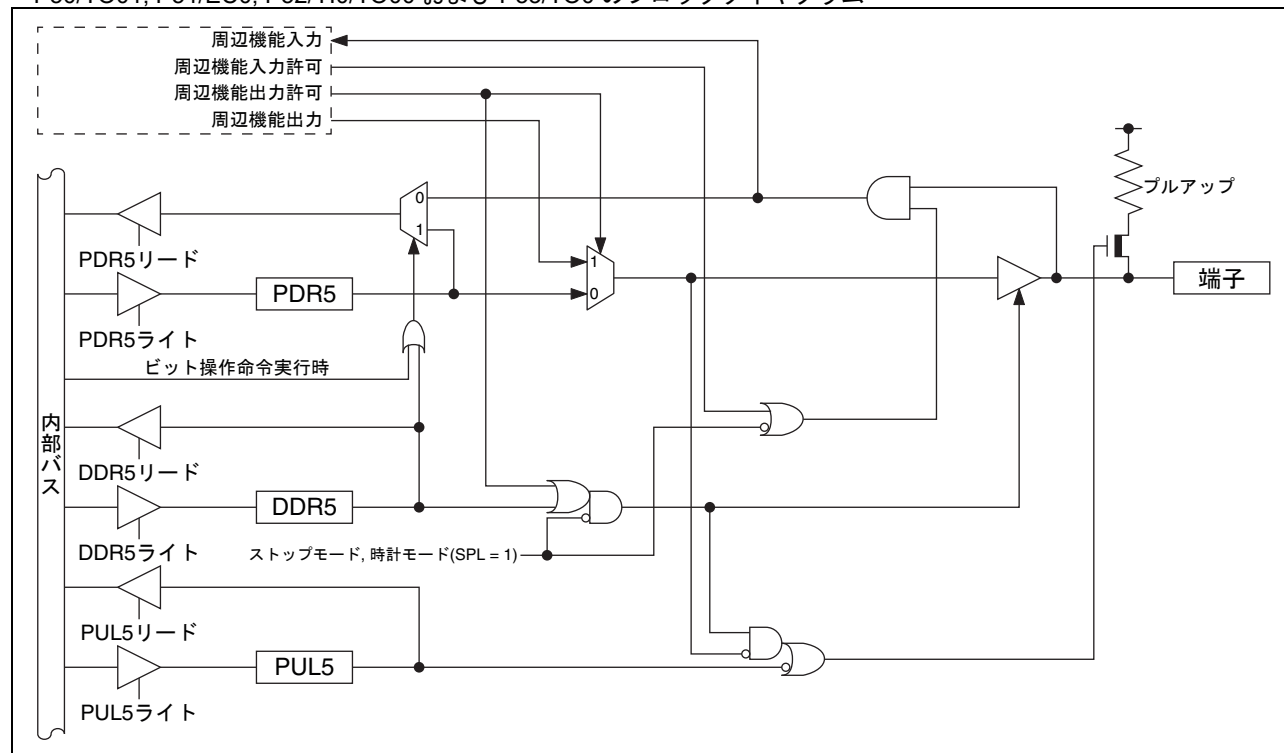 周辺機能入力
周辺機能入力許可
周辺機能出力許可
周辺機能出力
0
1
プルアップ
PDR5リード
PDR5
1
0
端子
PDR5ライト
ビット操作命令実行時
内部バス
DDR5リード
DDR5
DDR5ライト
ストップモード, 時計モード(SPL = 1)
PUL5リード
PUL5
PUL5ライト